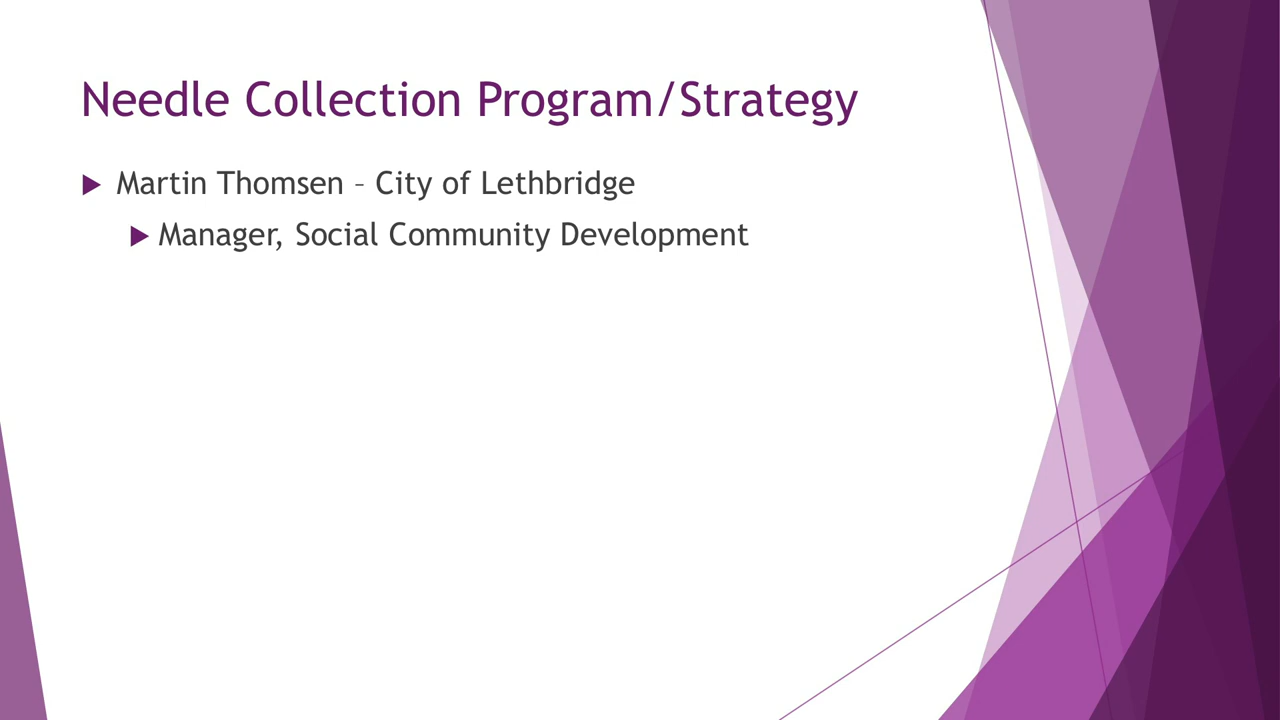 Needle Collection Program/Strategy
Martin Thomsen – City of Lethbridge
Manager, Social Community Development